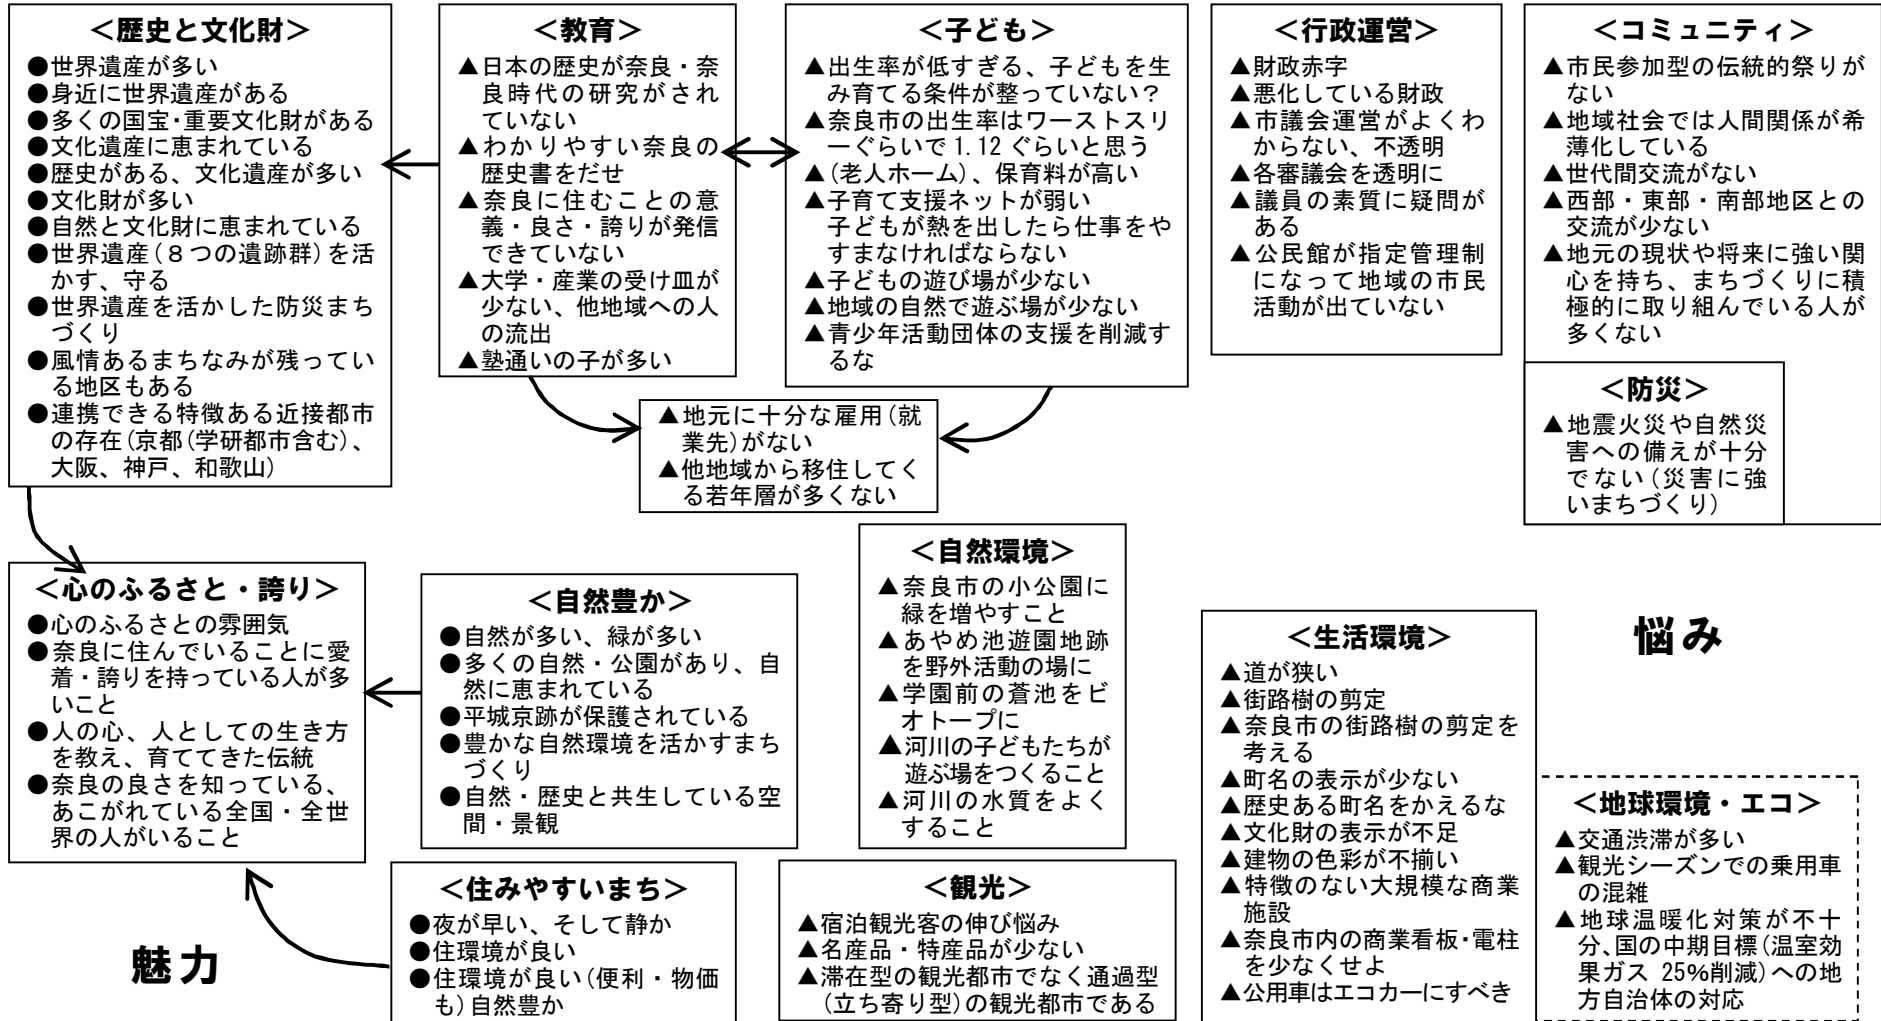 ＜歴史と文化財＞
●世界遺産が多い
●身近に世界遺産がある
●多くの国宝・重要文化財がある
●文化遺産に恵まれている
●歴史がある、文化遺産が多い
●文化財が多い
●自然と文化財に恵まれている
●世界遺産（８つの遺跡群）を活
かす、守る
●世界遺産を活かした防災まち
づくり
●風情あるまちなみが残ってい
る地区もある
●連携できる特徴ある近接都市
の存在（京都（学研都市含む）、
大阪、神戸、和歌山）
＜教育＞
▲日本の歴史が奈良・奈
良時代の研究がされ
ていない
▲わかりやすい奈良の
歴史書をだせ
▲奈良に住むことの意
義・良さ・誇りが発信
できていない
▲大学・産業の受け皿が
少ない、他地域への人
の流出
▲塾通いの子が多い
＜子ども＞
▲出生率が低すぎる、子どもを生
み育てる条件が整っていない？
▲奈良市の出生率はワーストスリ
ーぐらいで 1.12 ぐらいと思う
▲（老人ホーム）、保育料が高い
▲子育て支援ネットが弱い
子どもが熱を出したら仕事をや
すまなければならない
▲子どもの遊び場が少ない
▲地域の自然で遊ぶ場が少ない
▲青少年活動団体の支援を削減す
るな
＜行政運営＞
▲財政赤字
▲悪化している財政
▲市議会運営がよくわ
からない、不透明
▲各審議会を透明に
▲議員の素質に疑問が
ある
▲公民館が指定管理制
になって地域の市民
活動が出ていない
＜コミュニティ＞
▲市民参加型の伝統的祭りが
ない
▲地域社会では人間関係が希
薄化している
▲世代間交流がない
▲西部・東部・南部地区との
交流が少ない
▲地元の現状や将来に強い関
心を持ち、まちづくりに積
極的に取り組んでいる人が
多くない
＜防災＞
▲地震火災や自然災
害への備えが十分
でない（災害に強
いまちづくり）
▲地元に十分な雇用（就
業先）がない
▲他地域から移住してく
る若年層が多くない
＜心のふるさと・誇り＞
●心のふるさとの雰囲気
●奈良に住んでいることに愛
着・誇りを持っている人が多
いこと
●人の心、人としての生き方
を教え、育ててきた伝統
●奈良の良さを知っている、
あこがれている全国・全世
界の人がいること
＜自然豊か＞
●自然が多い、緑が多い
●多くの自然・公園があり、自
然に恵まれている
●平城京跡が保護されている
●豊かな自然環境を活かすまち
づくり
●自然・歴史と共生している空
間・景観
＜自然環境＞
▲奈良市の小公園に
緑を増やすこと
▲あやめ池遊園地跡
を野外活動の場に
▲学園前の蒼池をビ
オトープに
▲河川の子どもたちが
遊ぶ場をつくること
▲河川の水質をよく
すること
＜生活環境＞
▲道が狭い
▲街路樹の剪定
▲奈良市の街路樹の剪定を
考える
▲町名の表示が少ない
▲歴史ある町名をかえるな
▲文化財の表示が不足
▲建物の色彩が不揃い
▲特徴のない大規模な商業
施設
▲奈良市内の商業看板・電柱
を少なくせよ
▲公用車はエコカーにすべき
悩み
＜地球環境・エコ＞
▲交通渋滞が多い
▲観光シーズンでの乗用車
の混雑
▲地球温暖化対策が不十
分、国の中期目標（温室効
果ガス 25%削減）への地
方自治体の対応
魅力
＜住みやすいまち＞
●夜が早い、そして静か
●住環境が良い
●住環境が良い（便利・物価
も）自然豊か
＜観光＞
▲宿泊観光客の伸び悩み
▲名産品・特産品が少ない
▲滞在型の観光都市でなく通過型
（立ち寄り型）の観光都市である